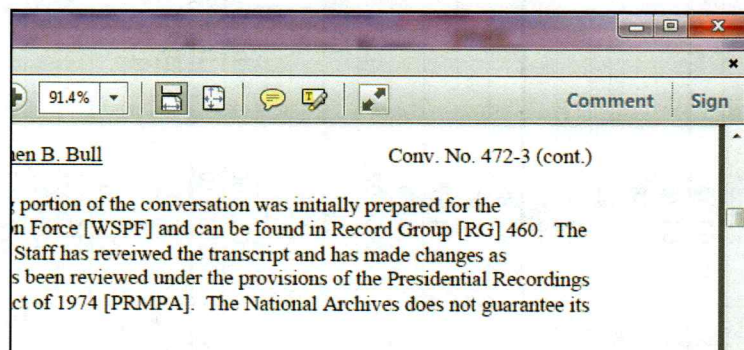 91.4%
Comment Sign
hen B. Bull Conv. No. 472-3 (cont.)
portion of the conversation was initially prepared for the
on Force [WSPF] and can be found in Record Group [RG] 460. The
Staff has reveiwed the transcript and has made changes as
s been reviewed under the provisions of the Presidential Recordings
ct of 1974 [PRMPA]. The National Archives does not guarantee its